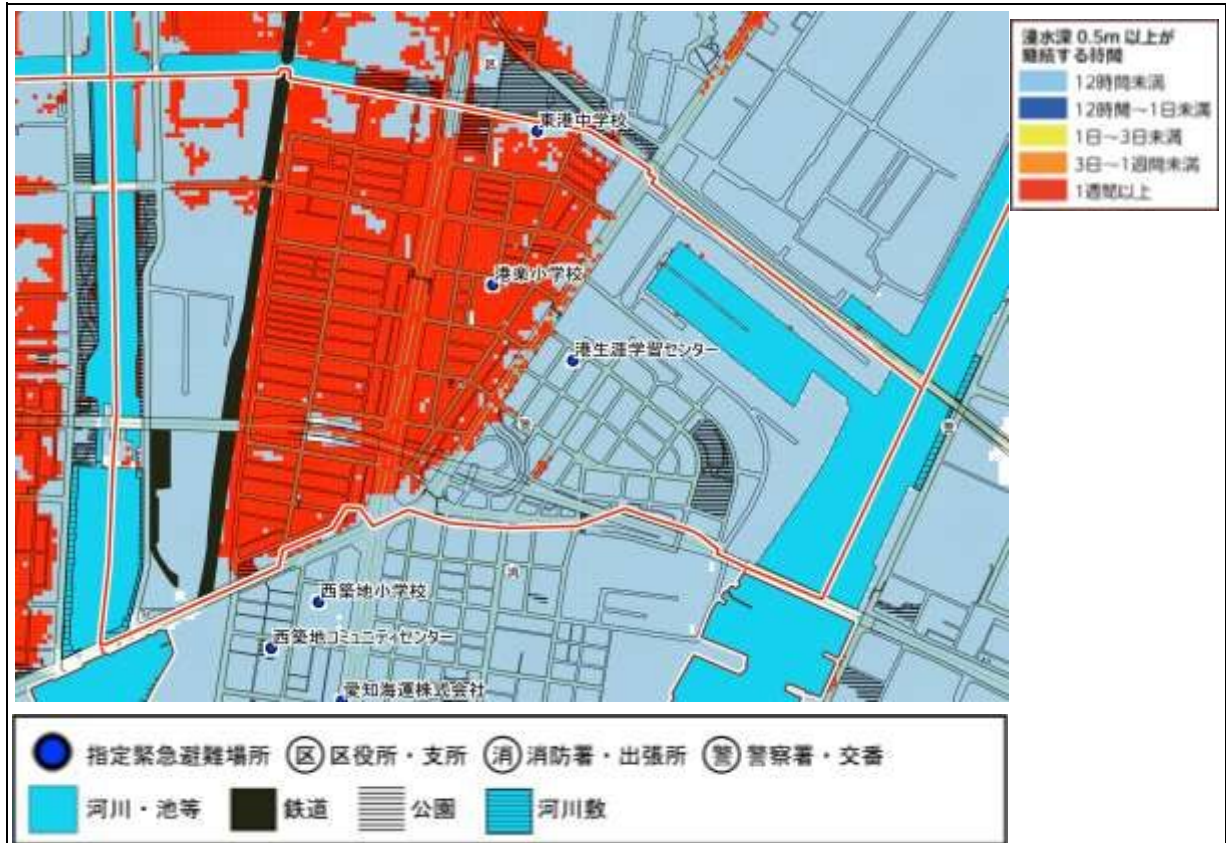 浸水深 0.5m 以上が
継続する時間
12時間未満
12時間～1日未満
1日～3日未満
3日～1週間未満
1週間以上
区
東港中学校
港楽小学校
港生涯学習センター
警
警
消
西築地小学校
西築地コミュニティセンター
愛知海運株式会社
指定緊急避難場所 区 区役所・支所 消 消防署・出張所 警 警察署・交番
河川・池等 鉄道 公園 河川敷